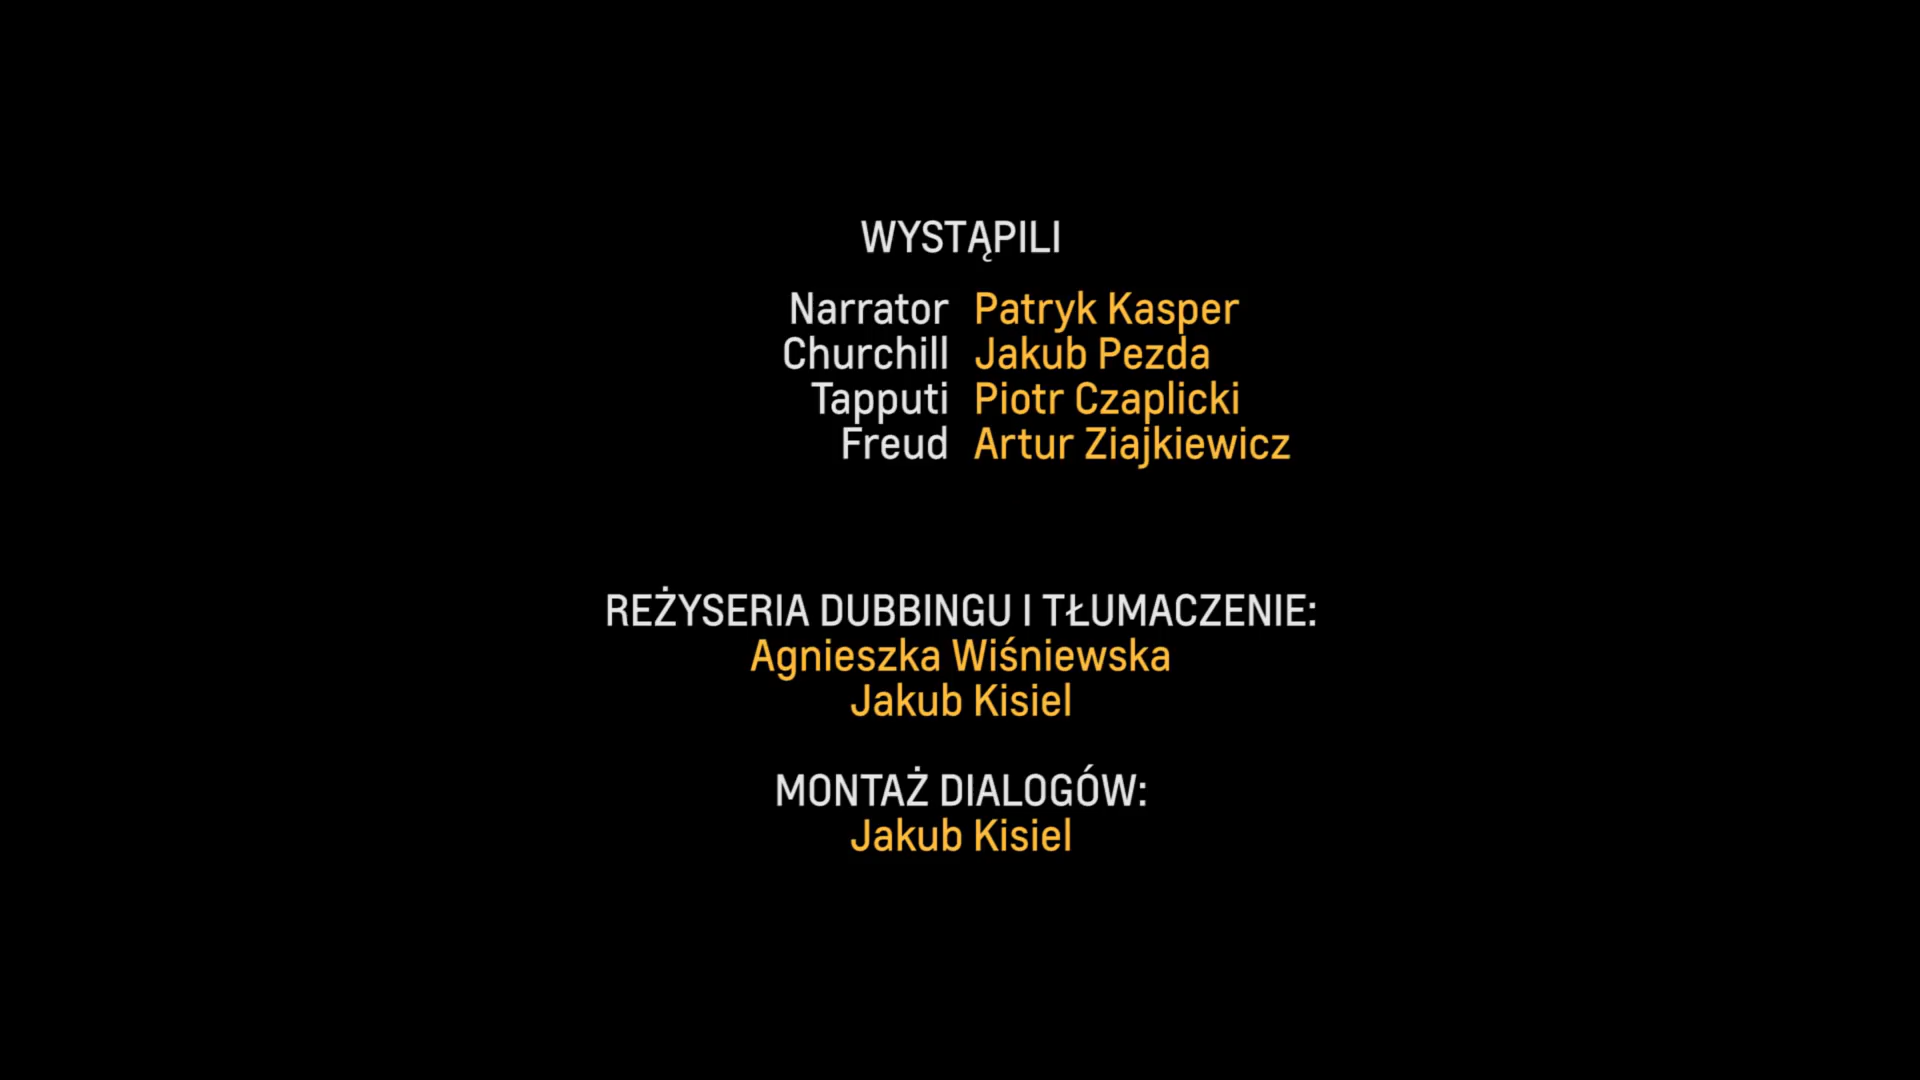 WYSTĄPILI
Narrator Patryk Kasper
Churchill Jakub Pezda
Tapputi Piotr Czaplicki
Freud Artur Ziajkiewicz
REŻYSERIA DUBBINGU I TŁUMACZENIE:
Agnieszka Wiśniewska
Jakub Kisiel
MONTAŻ DIALOGÓW:
Jakub Kisiel